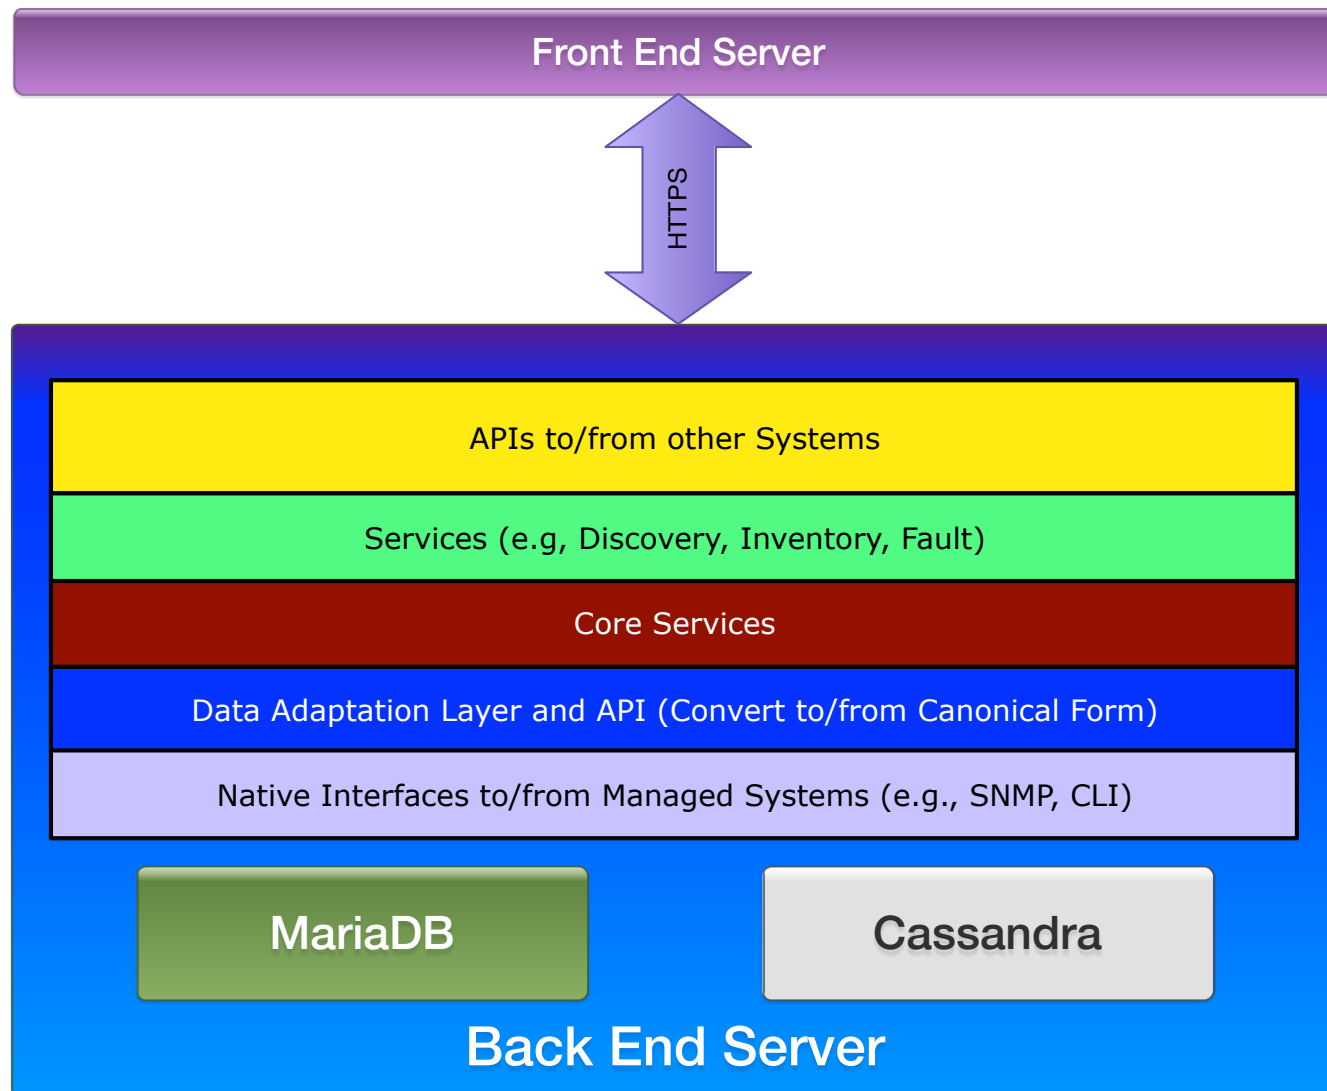 Front End Server
HTTPS
APIs to/from other Systems
Services (e.g, Discovery, Inventory, Fault)
Core Services
Data Adaptation Layer and API (Convert to/from Canonical Form)
Native Interfaces to/from Managed Systems (e.g., SNMP, CLI)
MariaDB
Cassandra
Back End Server